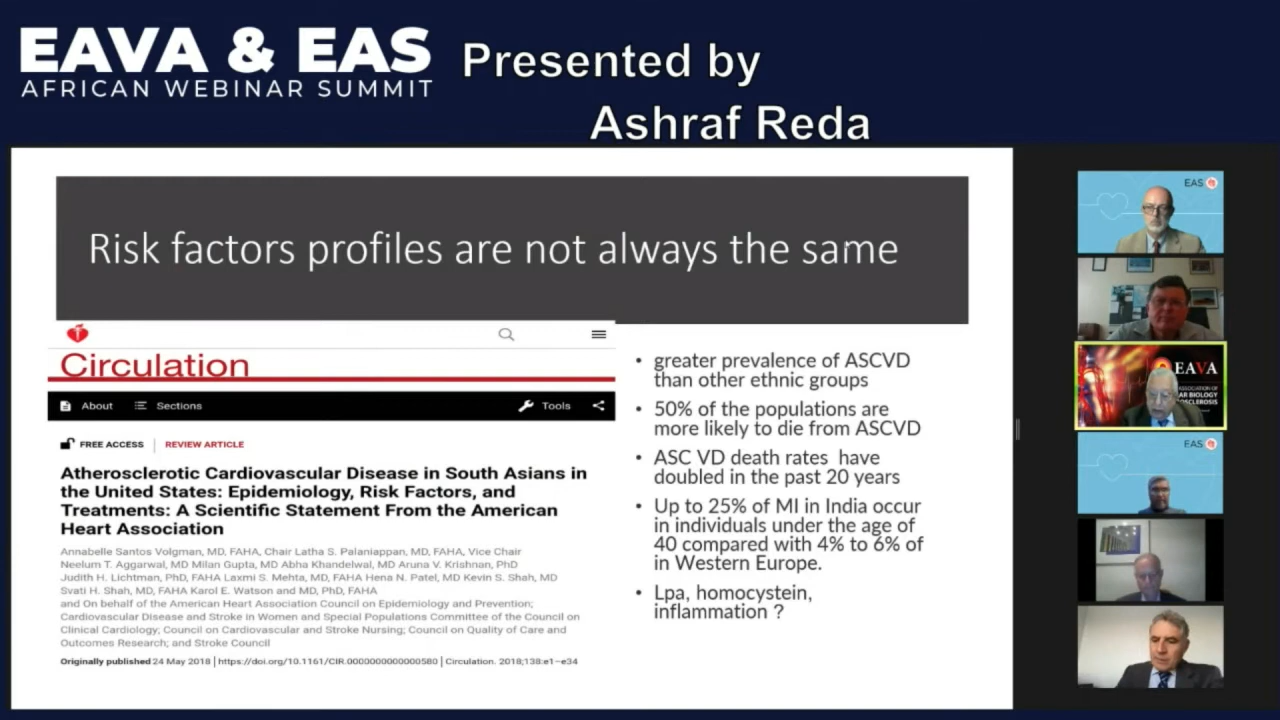 EAVA & EAS
AFRICAN WEBINAR SUMMIT
Presented by
Ashraf Reda
Risk factors profiles are not always the same
Circulation
About
Sections
Tools
FREE ACCESS
REVIEW ARTICLE
Atherosclerotic Cardiovascular Disease in South Asians in
the United States: Epidemiology, Risk Factors, and
Treatments: A Scientific Statement From the American
Heart Association
Annabelle Santos Volgman, MD, FAHA, Chair Latha S. Palaniappan, MD, FAHA, Vice Chair
Neelum T. Aggarwal, MD Milan Gupta, MD Abha Khandelwal, MD Aruna V. Krishnan, PhD
Judith H. Lichtman, PhD, FAHA Laxmi S. Mehta, MD, FAHA Hena N. Patel, MD Kevin S. Shah, MD
Svati H. Shah, MD, FAHA Karol E. Watson and MD, PhD, FAHA
and On behalf of the American Heart Association Council on Epidemiology and Prevention;
Cardiovascular Disease and Stroke in Women and Special Populations Committee of the Council on
Clinical Cardiology; Council on Cardiovascular and Stroke Nursing; Council on Quality of Care and
Outcomes Research; and Stroke Council
Originally published 24 May 2018 | https://doi.org/10.1161/CIR.0000000000000580 | Circulation. 2018;138:e1–e34
• greater prevalence of ASCVD
than other ethnic groups
• 50% of the populations are
more likely to die from ASCVD
• ASC VD death rates have
doubled in the past 20 years
• Up to 25% of MI in India occur
in individuals under the age of
40 compared with 4% to 6% of
in Western Europe.
• Lpa, homocystein,
inflammation ?
EAS
EAVA
EAS